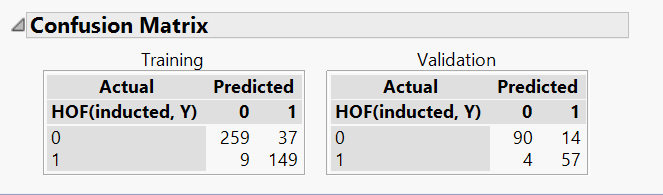 Confusion Matrix
Training Validation
Actual Predicted Actual Predicted
HOF(inducted, Y) 0 1 HOF(inducted, Y) 0 1
0 259 37 0 90 14
1 9 149 1 4 57